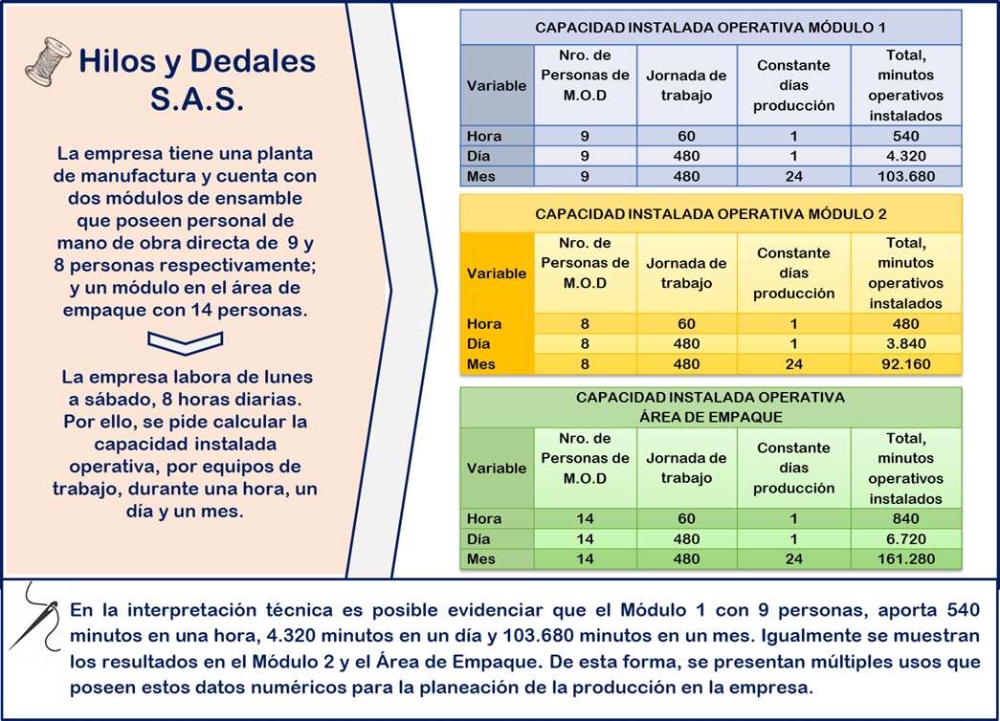 Hilos y Dedales
S.A.S.
La empresa tiene una planta
de manufactura y cuenta con
dos módulos de ensamble
que poseen personal de
mano de obra directa de 9 y
8 personas respectivamente;
y un módulo en el área de
empaque con 14 personas.
La empresa labora de lunes
a sábado, 8 horas diarias.
Por ello, se pide calcular la
capacidad instalada
operativa, por equipos de
trabajo, durante una hora, un
día y un mes.
CAPACIDAD INSTALADA OPERATIVA MÓDULO 1
Variable
Nro. de
Personas de
M.O.D
Jornada de
trabajo
Constante
días
producción
Total,
minutos
operativos
instalados
Hora 9 60 1 540
Día 9 480 1 4.320
Mes 9 480 24 103.680
CAPACIDAD INSTALADA OPERATIVA MÓDULO 2
Variable
Nro. de
Personas de
M.O.D
Jornada de
trabajo
Constante
días
producción
Total,
minutos
operativos
instalados
Hora 8 60 1 480
Día 8 480 1 3.840
Mes 8 480 24 92.160
CAPACIDAD INSTALADA OPERATIVA
ÁREA DE EMPAQUE
Variable
Nro. de
Personas de
M.O.D
Jornada de
trabajo
Constante
días
producción
Total,
minutos
operativos
instalados
Hora 14 60 1 840
Día 14 480 1 6.720
Mes 14 480 24 161.280
En la interpretación técnica es posible evidenciar que el Módulo 1 con 9 personas, aporta 540
minutos en una hora, 4.320 minutos en un día y 103.680 minutos en un mes. Igualmente se muestran
los resultados en el Módulo 2 y el Área de Empaque. De esta forma, se presentan múltiples usos que
poseen estos datos numéricos para la planeación de la producción en la empresa.